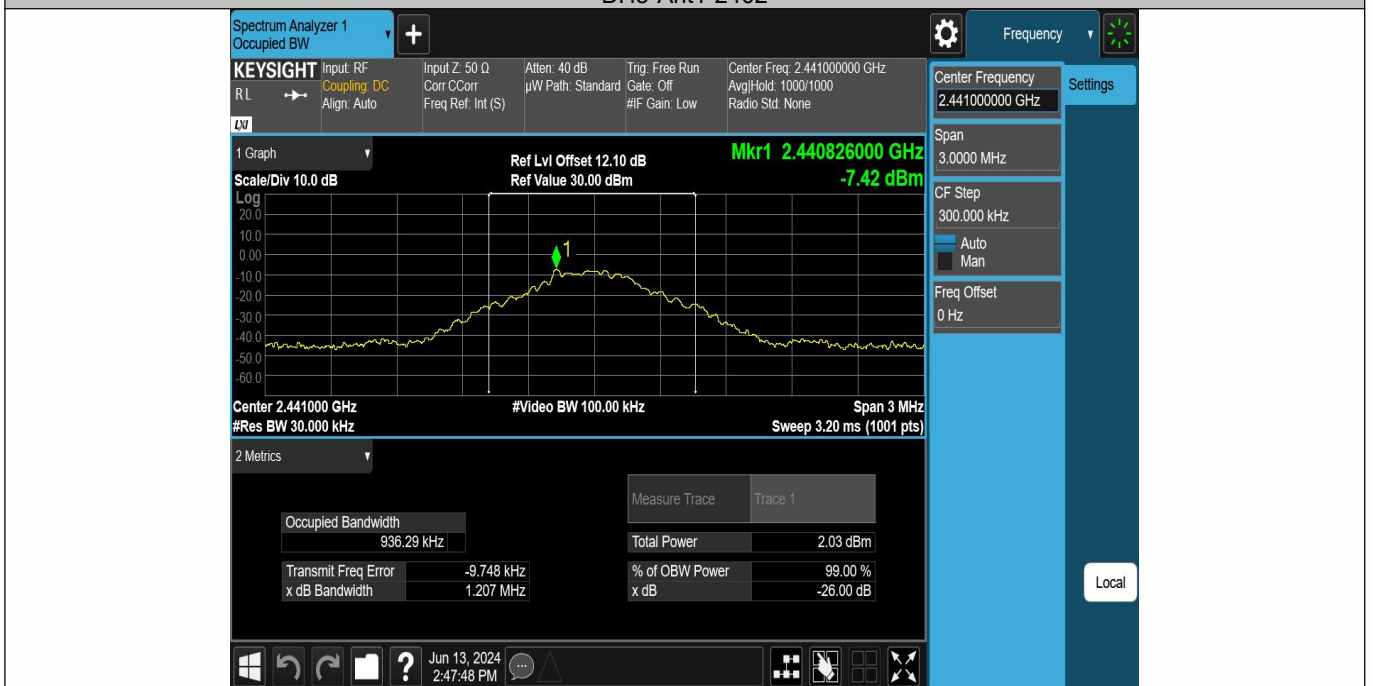 Spectrum Analyzer 1
Occupied BW
Frequency
KEYSIGHT
R L
LXI
Input: RF
Coupling: DC
Align: Auto
Input Z: 50 Ω
Corr CCorr
Freq Ref: Int (S)
Atten: 40 dB
µW Path: Standard
Trig: Free Run
Gate: Off
#IF Gain: Low
Center Freq: 2.441000000 GHz
Avg|Hold: 1000/1000
Radio Std: None
Center Frequency
2.441000000 GHz
Settings
Span
3.0000 MHz
CF Step
300.000 kHz
Auto
Man
Freq Offset
0 Hz
Local
1 Graph
Scale/Div 10.0 dB
Ref Lvl Offset 12.10 dB
Ref Value 30.00 dBm
Mkr1 2.440826000 GHz
-7.42 dBm
Log
20.0
10.0
0.00
-10.0
-20.0
-30.0
-40.0
-50.0
-60.0
1
Center 2.441000 GHz
#Res BW 30.000 kHz
#Video BW 100.00 kHz
Span 3 MHz
Sweep 3.20 ms (1001 pts)
2 Metrics
Measure Trace Trace 1
Occupied Bandwidth
936.29 kHz
Total Power 2.03 dBm
Transmit Freq Error -9.748 kHz
% of OBW Power 99.00 %
x dB Bandwidth 1.207 MHz
x dB -26.00 dB
?
Jun 13, 2024
2:47:48 PM